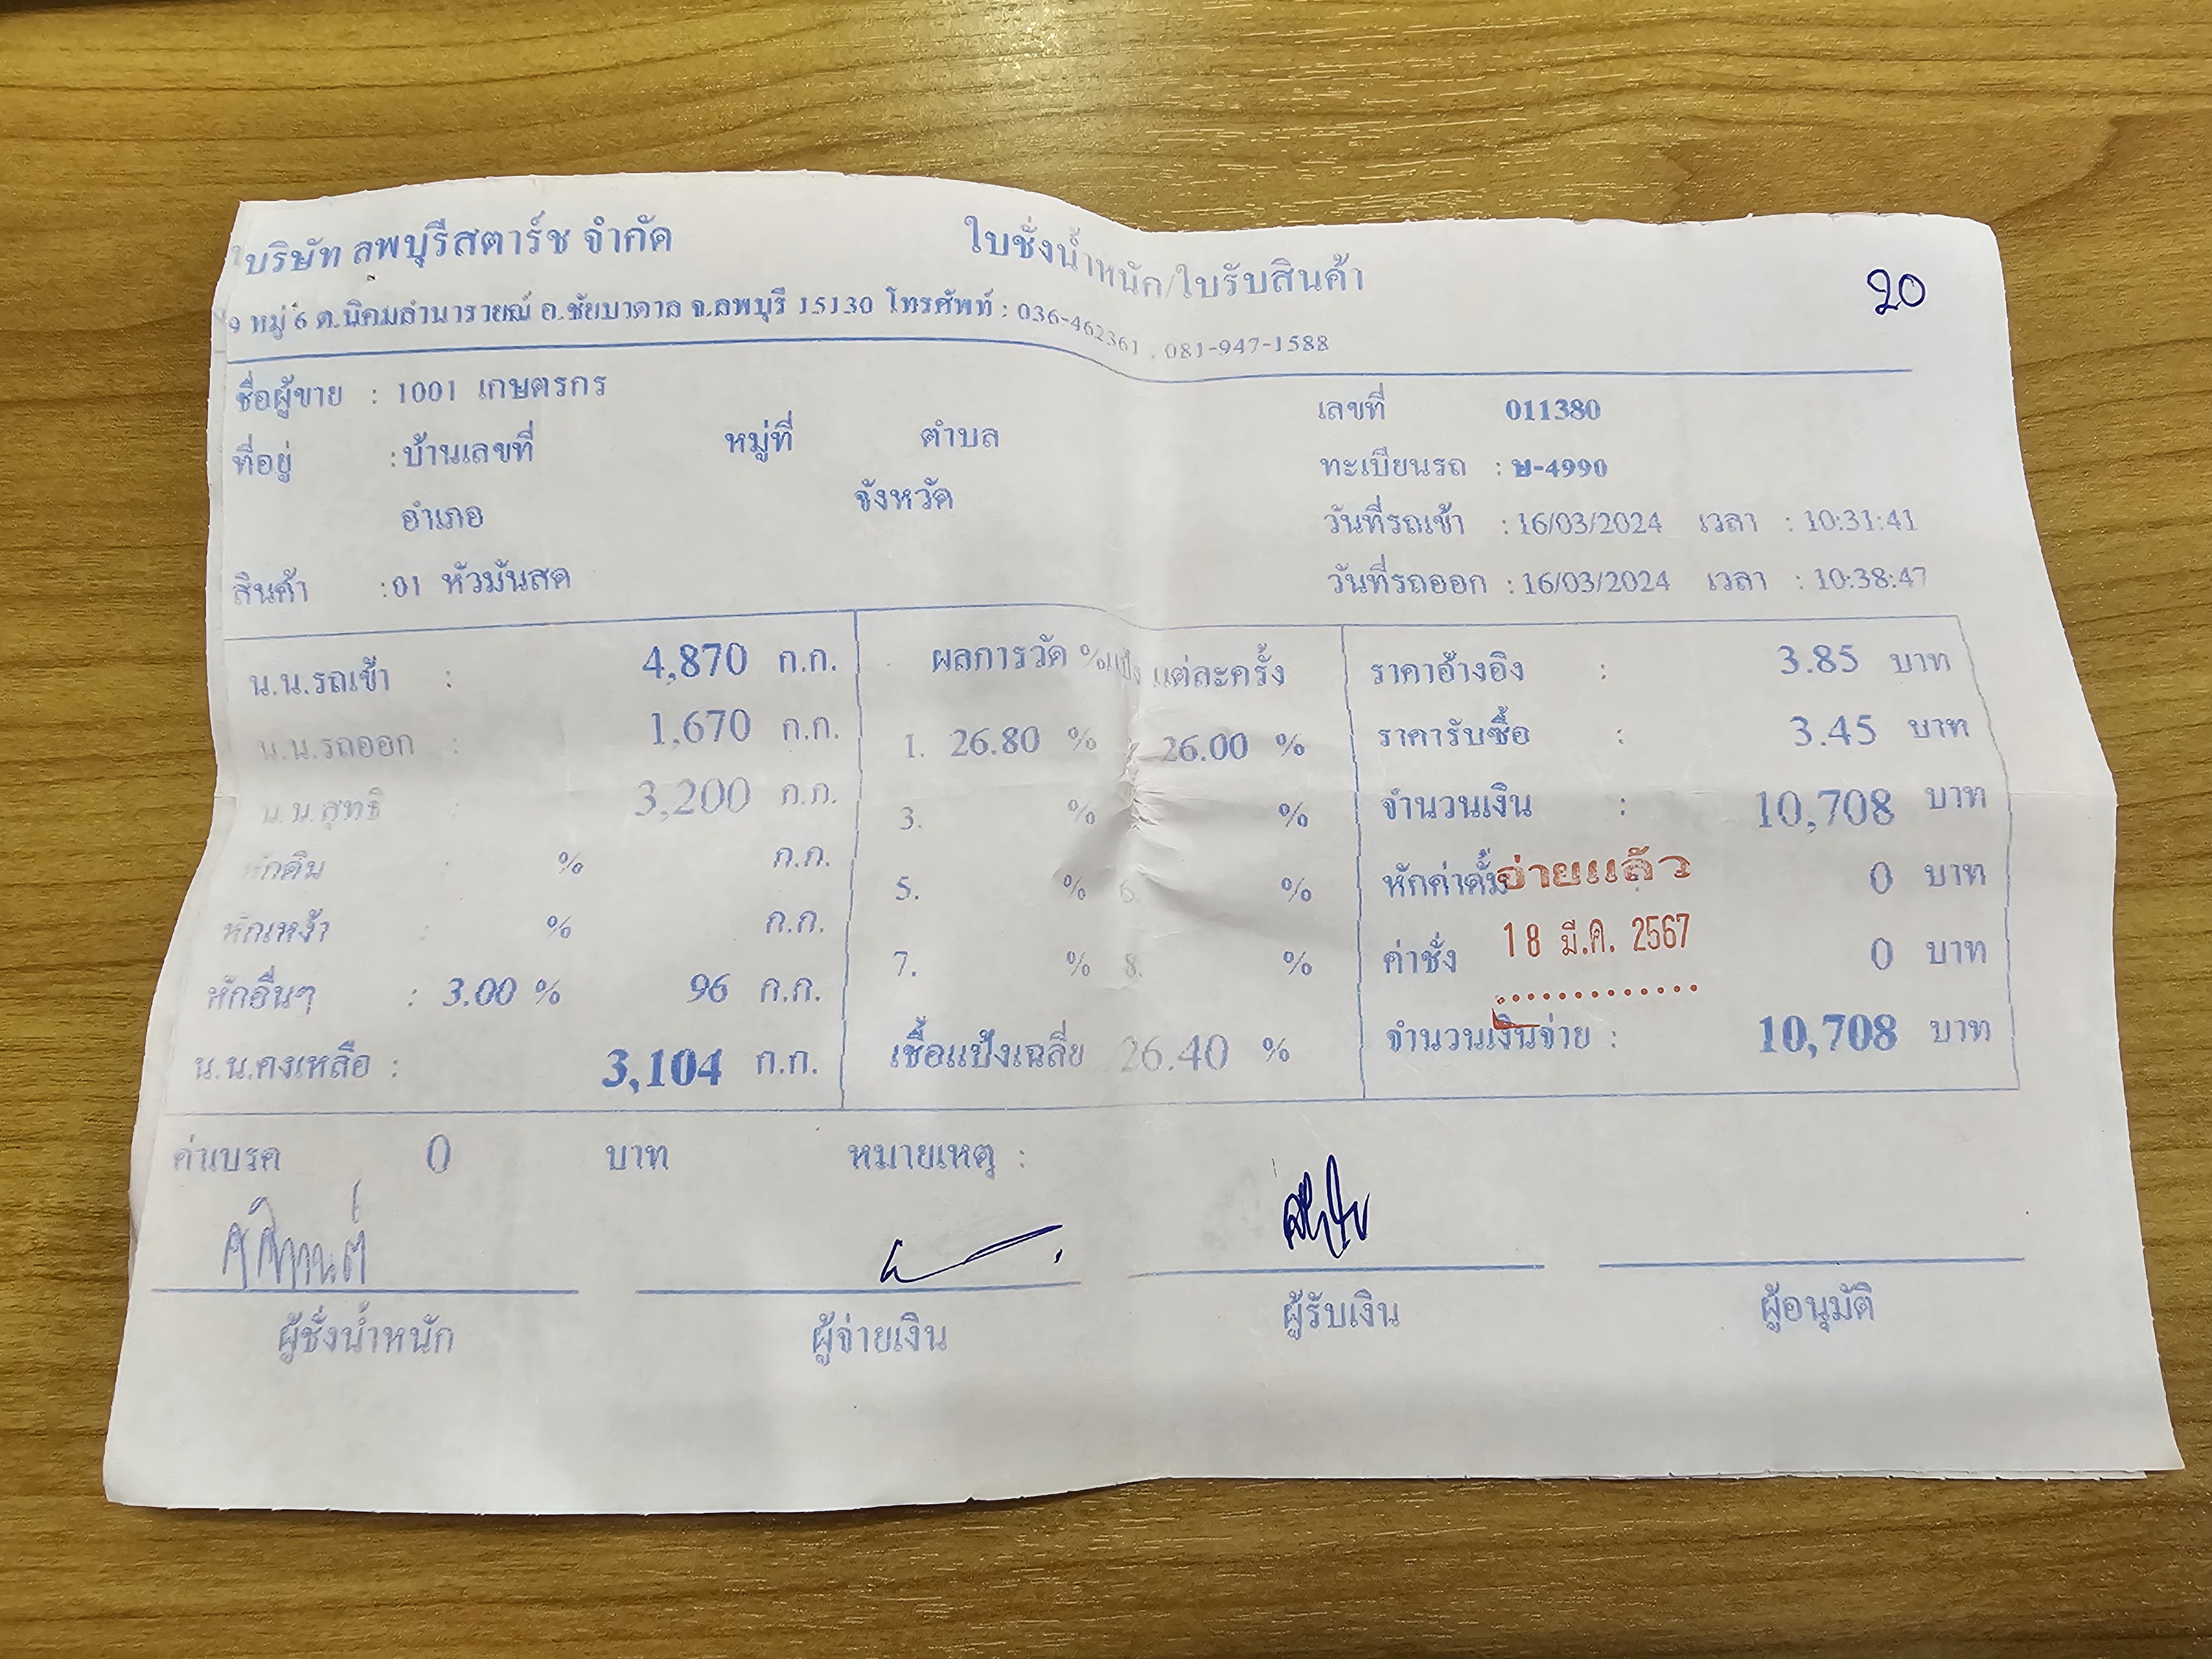 บริษัท ลพบุรีสตาร์ช จำกัด ใบชั่งน้ำหนัก/ใบรับสินค้า
20
9 หมู่ 6 ต.นิคมลำนารายณ์ อ.ชัยบาดาล จ.ลพบุรี 15130 โทรศัพท์ : 036-462361 , 081-947-1588
ชื่อผู้ขาย : 1001 เกษตรกร เลขที่ 011380
ที่อยู่ : บ้านเลขที่ หมู่ที่ ตำบล ทะเบียนรถ : ษ-4990
อำเภอ จังหวัด วันที่รถเข้า : 16/03/2024 เวลา : 10:31:41
สินค้า :01 หัวมันสด วันที่รถออก : 16/03/2024 เวลา : 10:38:47
น.น.รถเข้า : 4,870 ก.ก. ผลการวัด %แป้ง แต่ละครั้ง ราคาอ้างอิง : 3.85 บาท
น.น.รถออก : 1,670 ก.ก. 1. 26.80 % 26.00 % ราคารับซื้อ : 3.45 บาท
น.น.สุทธิ : 3,200 ก.ก. 3. % % จำนวนเงิน : 10,708 บาท
หักดิน : % ก.ก. 5. % 6. % หักค่าดั้ม 0 บาท
จ่ายแล้ว
หักเหง้า : % ก.ก. 7. % 8. % ค่าชั่ง 0 บาท
18 มี.ค. 2567
หักอื่นๆ : 3.00 % 96 ก.ก.
น.น.คงเหลือ : 3,104 ก.ก. เชื้อแป้งเฉลี่ย 26.40 % จำนวนเงินจ่าย : 10,708 บาท
ค่าเบรค 0 บาท หมายเหตุ :
ผู้ชั่งน้ำหนัก ผู้จ่ายเงิน ผู้รับเงิน ผู้อนุมัติ